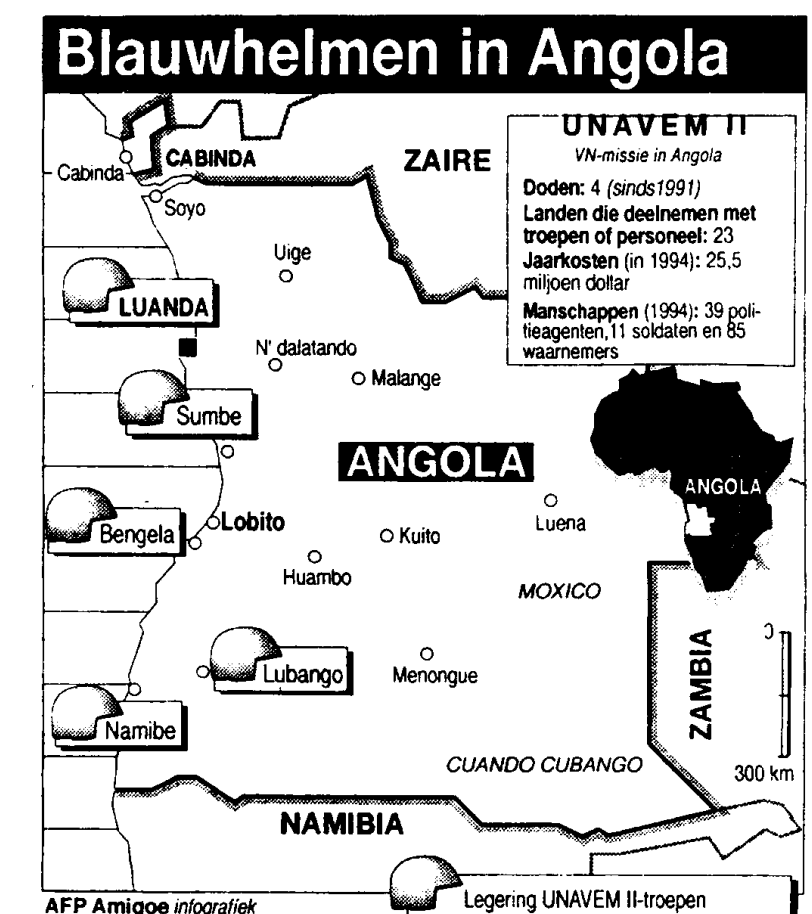 Blauwhelmen in Angola
UNAVEM II
VN-missie in Angola
Doden: 4 (sinds1991)
Landen die deelnemen met
troepen of personeel: 23
Jaarkosten (in 1994): 25,5
miljoen dollar
Manschappen (1994): 39 poli-
tieagenten,11 soldaten en 85
waarnemers
Cabinda
CABINDA
ZAIRE
Soyo
Uige
LUANDA
N' dalatando
Malange
Sumbe
ANGOLA
ANGOLA
Lobito
Bengela
Kuito
Luena
Huambo
MOXICO
Lubango
Menongue
ZAMBIA
0
300 km
Namibe
CUANDO CUBANGO
NAMIBIA
Legering UNAVEM II-troepen
AFP Amigoe infografiek